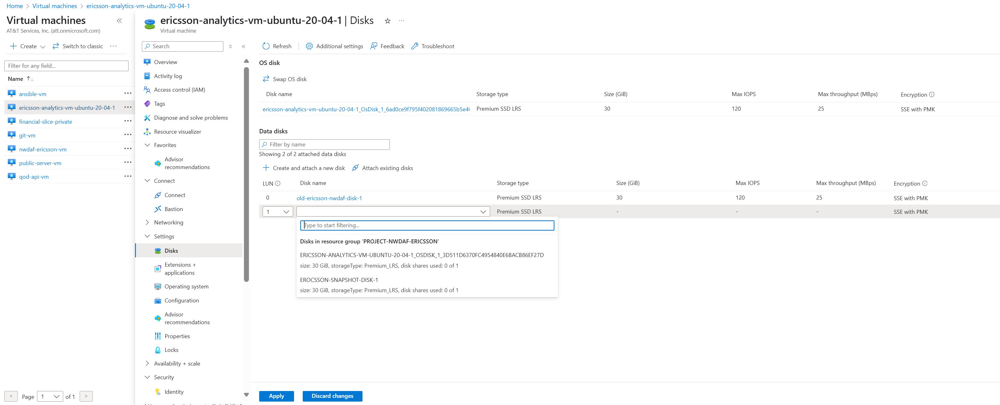 Home > Virtual machines > ericsson-analytics-vm-ubuntu-20-04-1
Virtual machines
AT&T Services, Inc. (att.onmicrosoft.com)
Create
Switch to classic
Filter for any field...
Name
ansible-vm
ericsson-analytics-vm-ubuntu-20-04-1
financial-slice-private
git-vm
nwdaf-ericsson-vm
public-server-vm
qod-api-vm
< Page 1 of 1 >
ericsson-analytics-vm-ubuntu-20-04-1 | Disks
Virtual machine
Search
Overview
Activity log
Access control (IAM)
Tags
Diagnose and solve problems
Resource visualizer
Favorites
Advisor
recommendations
Connect
Connect
Bastion
Networking
Settings
Disks
Extensions +
applications
Operating system
Configuration
Advisor
recommendations
Properties
Locks
Availability + scale
Security
Identity
Refresh
Additional settings
Feedback
Troubleshoot
OS disk
Swap OS disk
Disk name Storage type Size (GiB) Max IOPS Max throughput (MBps) Encryption
ericsson-analytics-vm-ubuntu-20-04-1_OsDisk_1_6ad0ce9f795f402081869665b5e4 Premium SSD LRS 30 120 25 SSE with PMK
Data disks
Filter by name
Showing 2 of 2 attached data disks
Create and attach a new disk
Attach existing disks
LUN Disk name Storage type Size (GiB) Max IOPS Max throughput (MBps) Encryption
0 old-ericsson-nwdaf-disk-1 Premium SSD LRS 30 120 25 SSE with PMK
1 Premium SSD LRS - - - SSE with PMK
Type to start filtering...
Disks in resource group 'PROJECT-NWDAF-ERICSSON'
ERICSSON-ANALYTICS-VM-UBUNTU-20-04-1_OSDISK_1_3D511D6370FC4954840E6BACB86EF27D
size: 30 GiB, storageType: Premium_LRS, disk shares used: 0 of 1
EROCSSON-SNAPSHOT-DISK-1
size: 30 GiB, storageType: Premium_LRS, disk shares used: 0 of 1
Apply
Discard changes